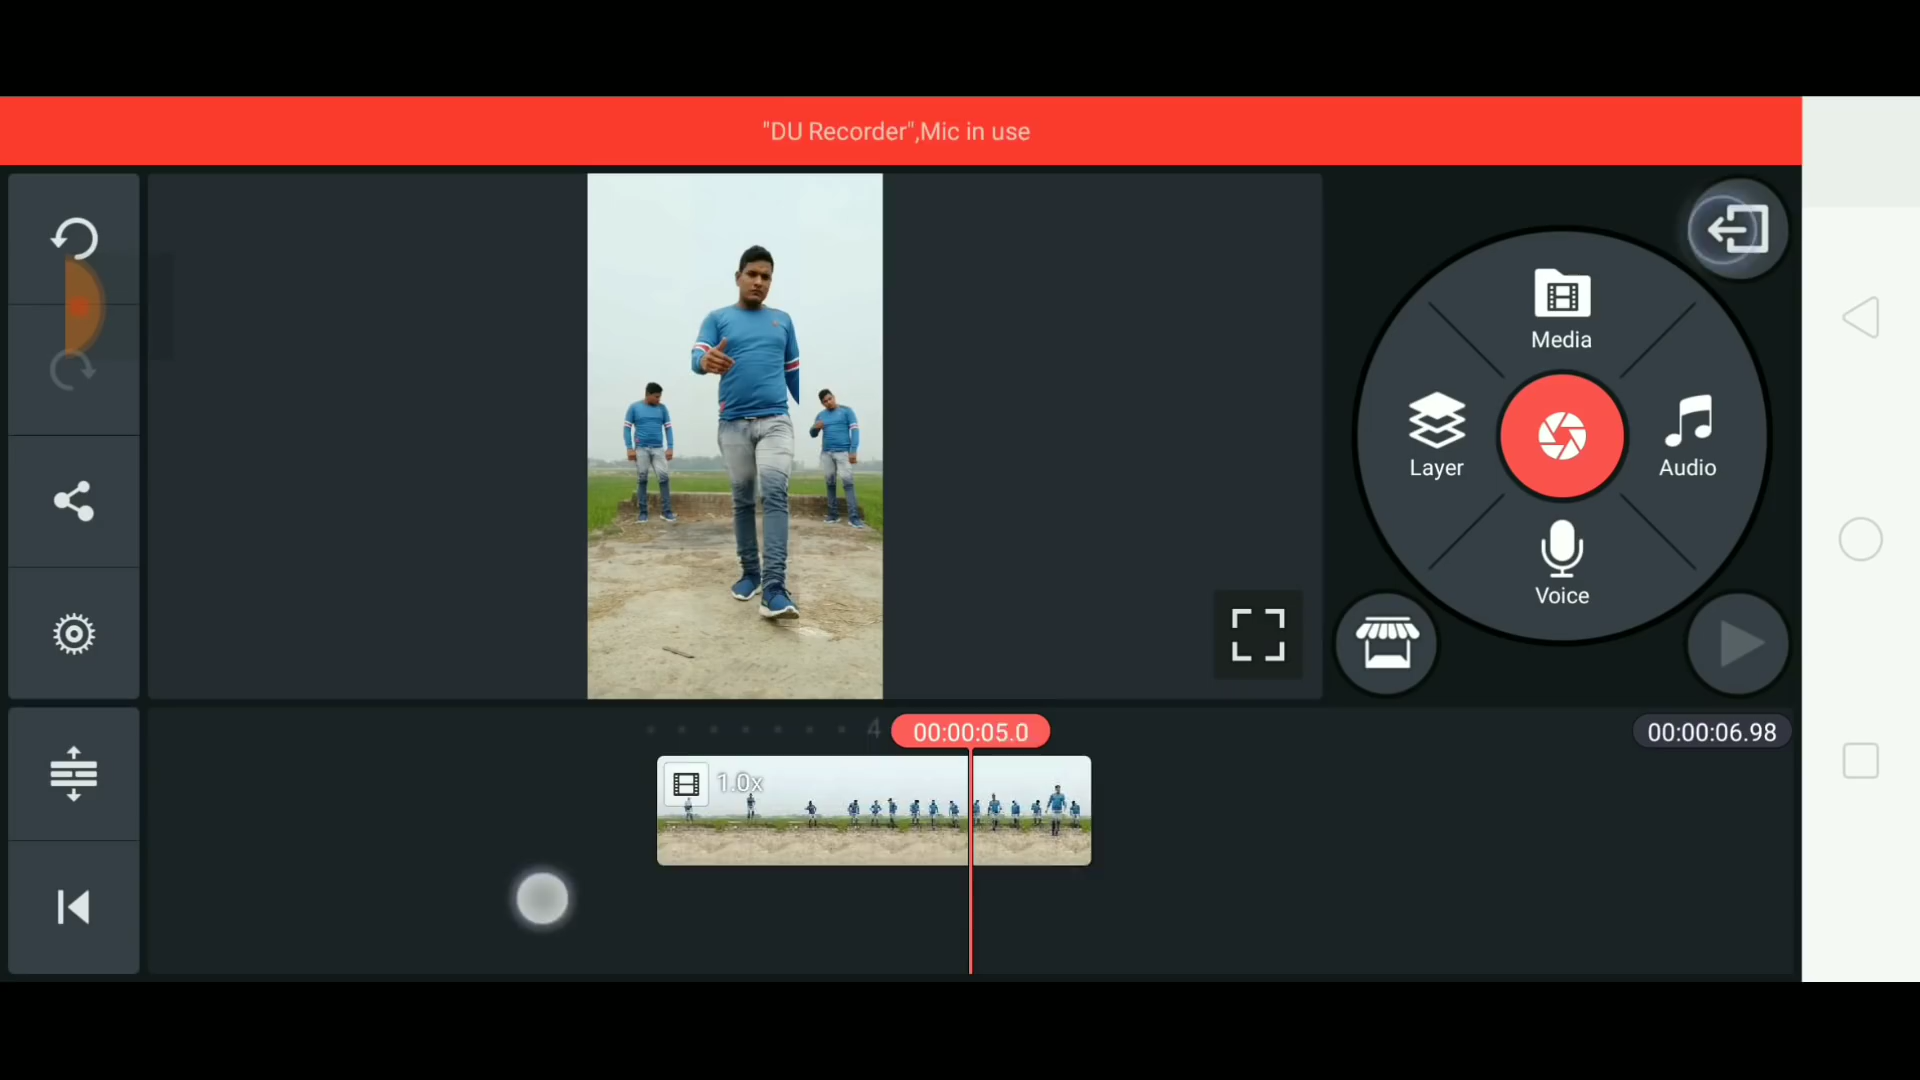 "DU Recorder",Mic in use
Media
Layer
Audio
Voice
4
00:00:05.0
00:00:06.98
1.0x